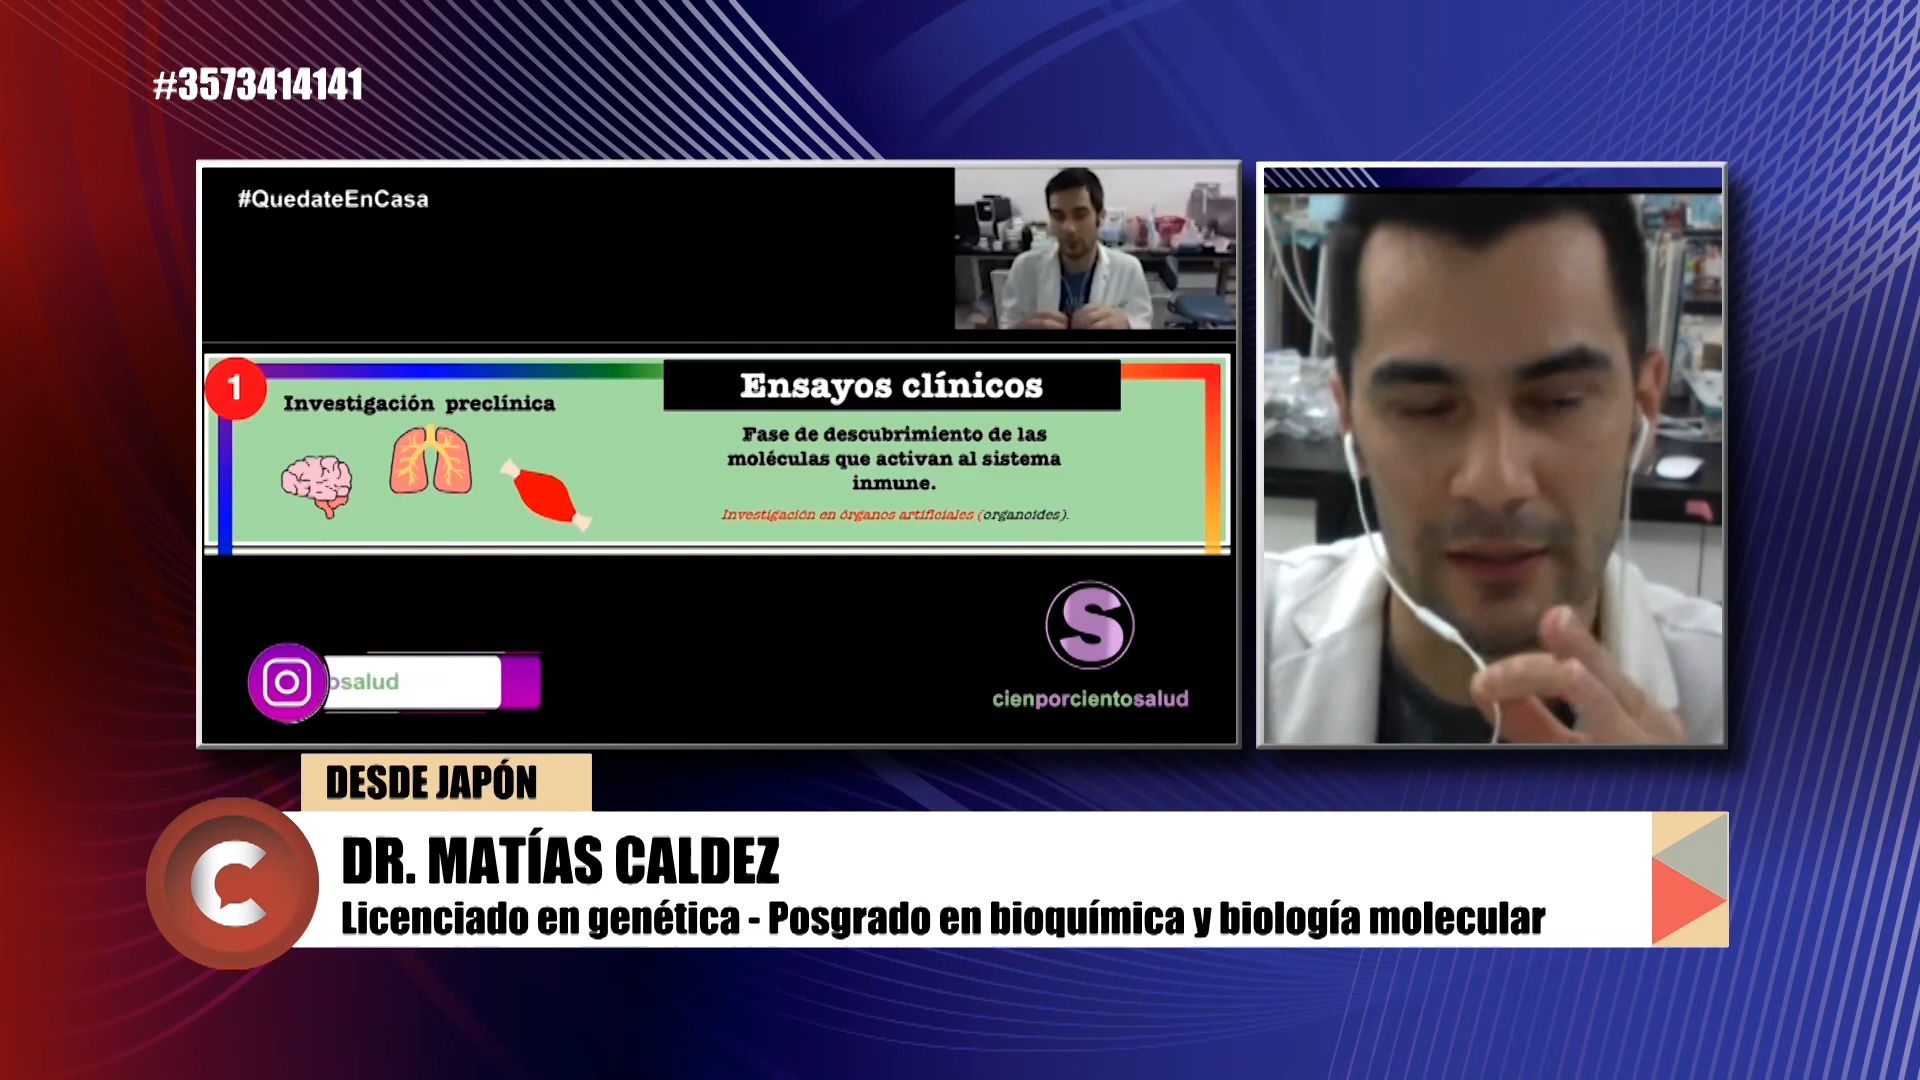 #3573414141
#QuedateEnCasa
1
Investigación preclínica
Ensayos clínicos
Fase de descubrimiento de las
moléculas que activan al sistema
inmune.
Investigación en órganos artificiales (organoides).
osalud
S
cienporcientosalud
DESDE JAPÓN
C
DR. MATÍAS CALDEZ
Licenciado en genética - Posgrado en bioquímica y biología molecular